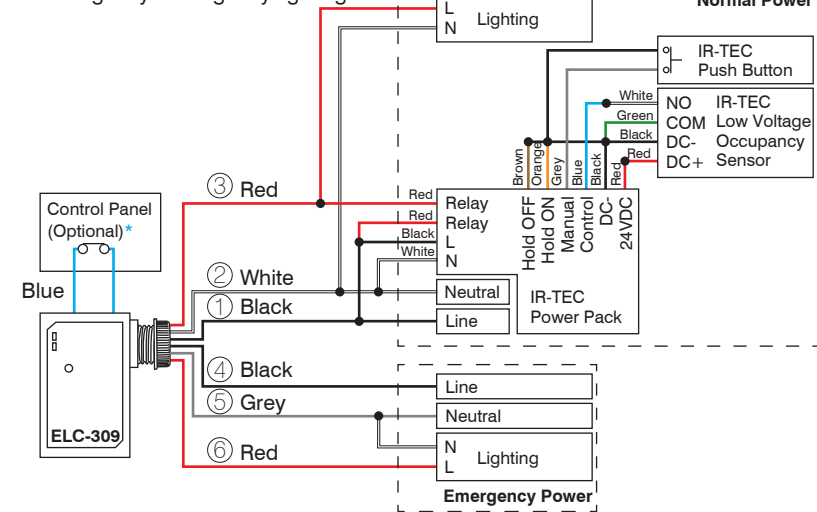 Normal Power
L
N
Lighting
IR-TEC
Push Button
White
Green
Black
Red
NO
COM
DC-
DC+
IR-TEC
Low Voltage
Occupancy
Sensor
Brown
Orange
Grey
Blue
Black
Red
③ Red
Red
Red
Black
White
Relay
Relay
L
N
Hold OFF
Hold ON
Manual
Control
DC-
24VDC
Control Panel
(Optional)*
② White
Neutral
IR-TEC
Power Pack
Blue
① Black
Line
④ Black
Line
⑤ Grey
Neutral
ELC-309
⑥ Red
N
L
Lighting
Emergency Power